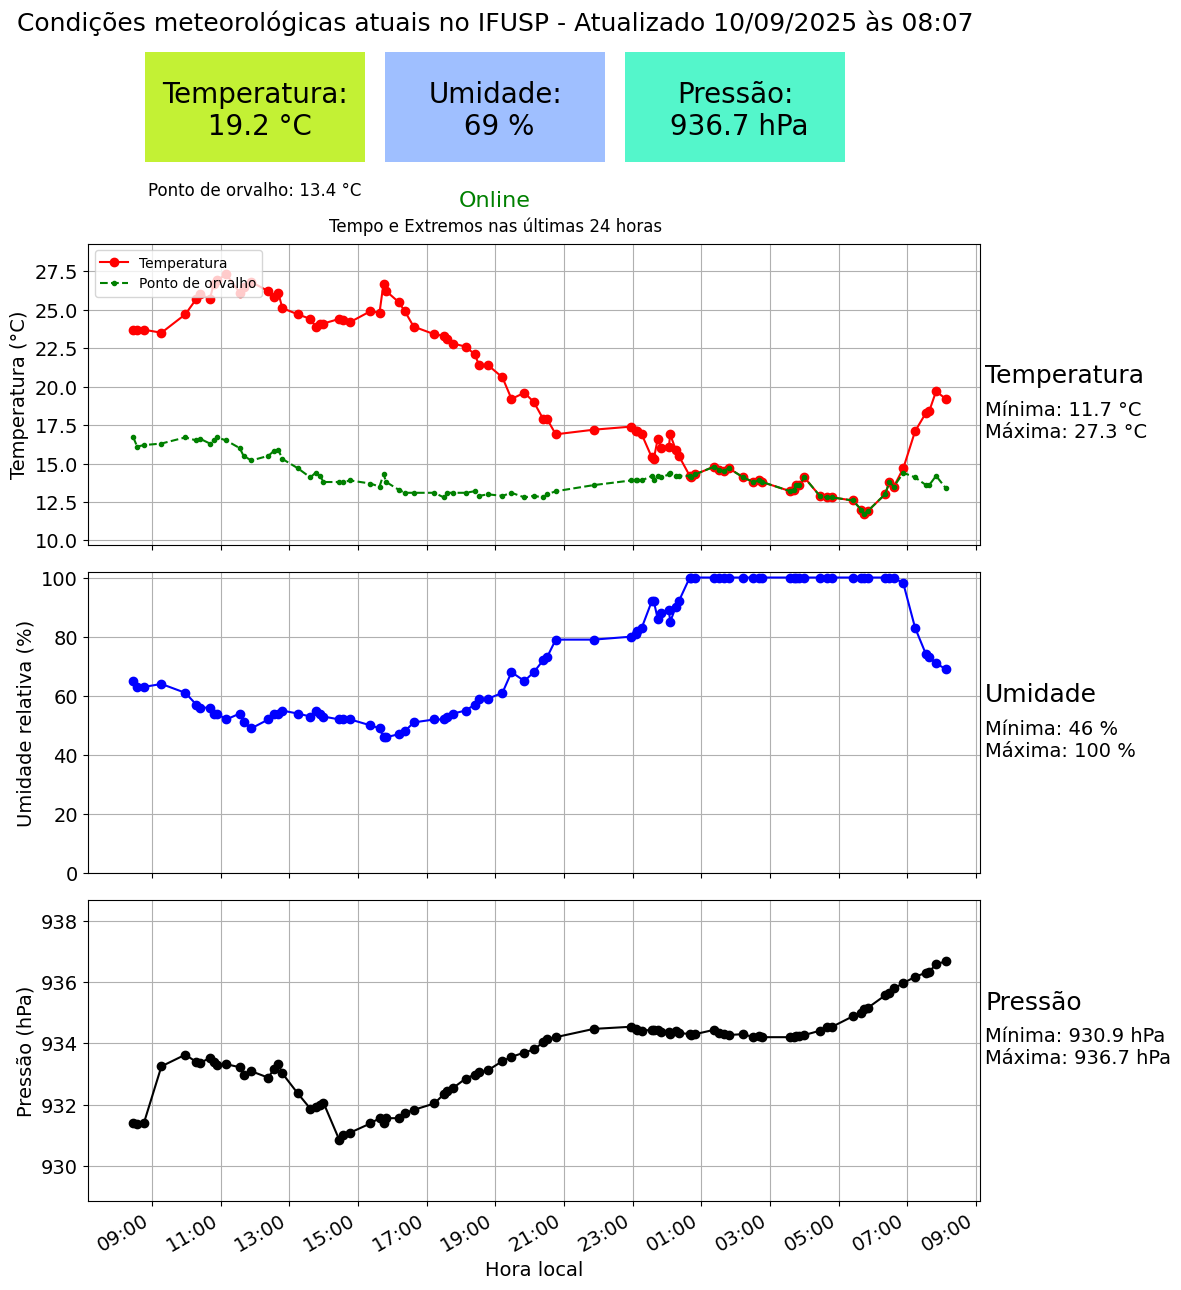 Condições meteorológicas atuais no IFUSP - Atualizado 10/09/2025 às 08:07
Temperatura:
19.2 °C
Umidade:
69 %
Pressão:
936.7 hPa
Ponto de orvalho: 13.4 °C
Online
Tempo e Extremos nas últimas 24 horas
Temperatura
Ponto de orvalho
Temperatura (°C)
27.5
25.0
22.5
20.0
17.5
15.0
12.5
10.0
Temperatura
Mínima: 11.7 °C
Máxima: 27.3 °C
Umidade relativa (%)
100
80
60
40
20
0
Umidade
Mínima: 46 %
Máxima: 100 %
Pressão (hPa)
938
936
934
932
930
Pressão
Mínima: 930.9 hPa
Máxima: 936.7 hPa
09:00 11:00 13:00 15:00 17:00 19:00 21:00 23:00 01:00 03:00 05:00 07:00 09:00
Hora local